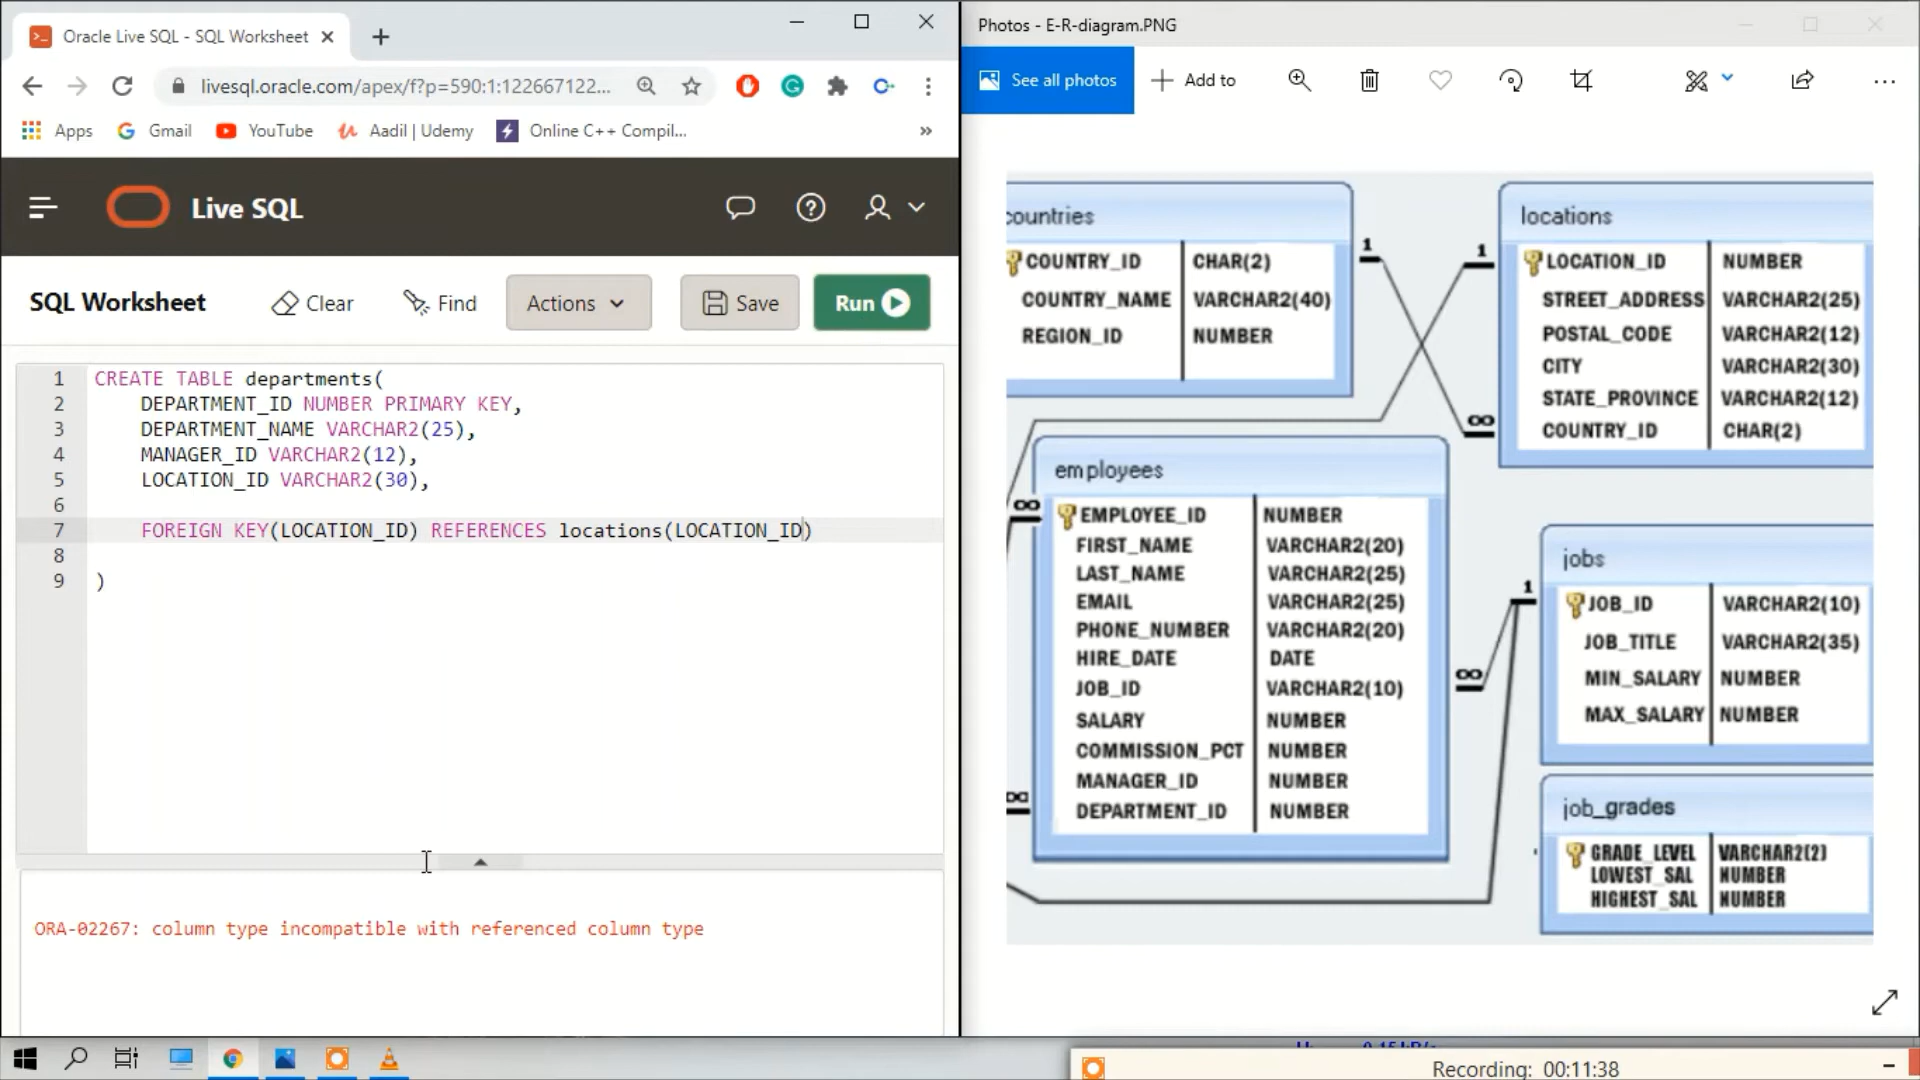 Oracle Live SQL - SQL Worksheet
livesql.oracle.com/apex/f?p=590:1:122667122...
Apps
Gmail
YouTube
Aadil | Udemy
Online C++ Compil...
»
Live SQL
SQL Worksheet
Clear
Find
Actions
Save
Run
1 CREATE TABLE departments(
2 DEPARTMENT_ID NUMBER PRIMARY KEY,
3 DEPARTMENT_NAME VARCHAR2(25),
4 MANAGER_ID VARCHAR2(12),
5 LOCATION_ID VARCHAR2(30),
6
7 FOREIGN KEY(LOCATION_ID) REFERENCES locations(LOCATION_ID)
8
9 )
ORA-02267: column type incompatible with referenced column type
Photos - E-R-diagram.PNG
See all photos
Add to
countries
COUNTRY_ID CHAR(2)
COUNTRY_NAME VARCHAR2(40)
REGION_ID NUMBER
1
1
∞
locations
LOCATION_ID NUMBER
STREET_ADDRESS VARCHAR2(25)
POSTAL_CODE VARCHAR2(12)
CITY VARCHAR2(30)
STATE_PROVINCE VARCHAR2(12)
COUNTRY_ID CHAR(2)
employees
∞
EMPLOYEE_ID NUMBER
FIRST_NAME VARCHAR2(20)
LAST_NAME VARCHAR2(25)
EMAIL VARCHAR2(25)
PHONE_NUMBER VARCHAR2(20)
HIRE_DATE DATE
JOB_ID VARCHAR2(10)
SALARY NUMBER
COMMISSION_PCT NUMBER
MANAGER_ID NUMBER
DEPARTMENT_ID NUMBER
∞
1
∞
jobs
JOB_ID VARCHAR2(10)
JOB_TITLE VARCHAR2(35)
MIN_SALARY NUMBER
MAX_SALARY NUMBER
job_grades
GRADE_LEVEL VARCHAR2(2)
LOWEST_SAL NUMBER
HIGHEST_SAL NUMBER
Recording: 00:11:38